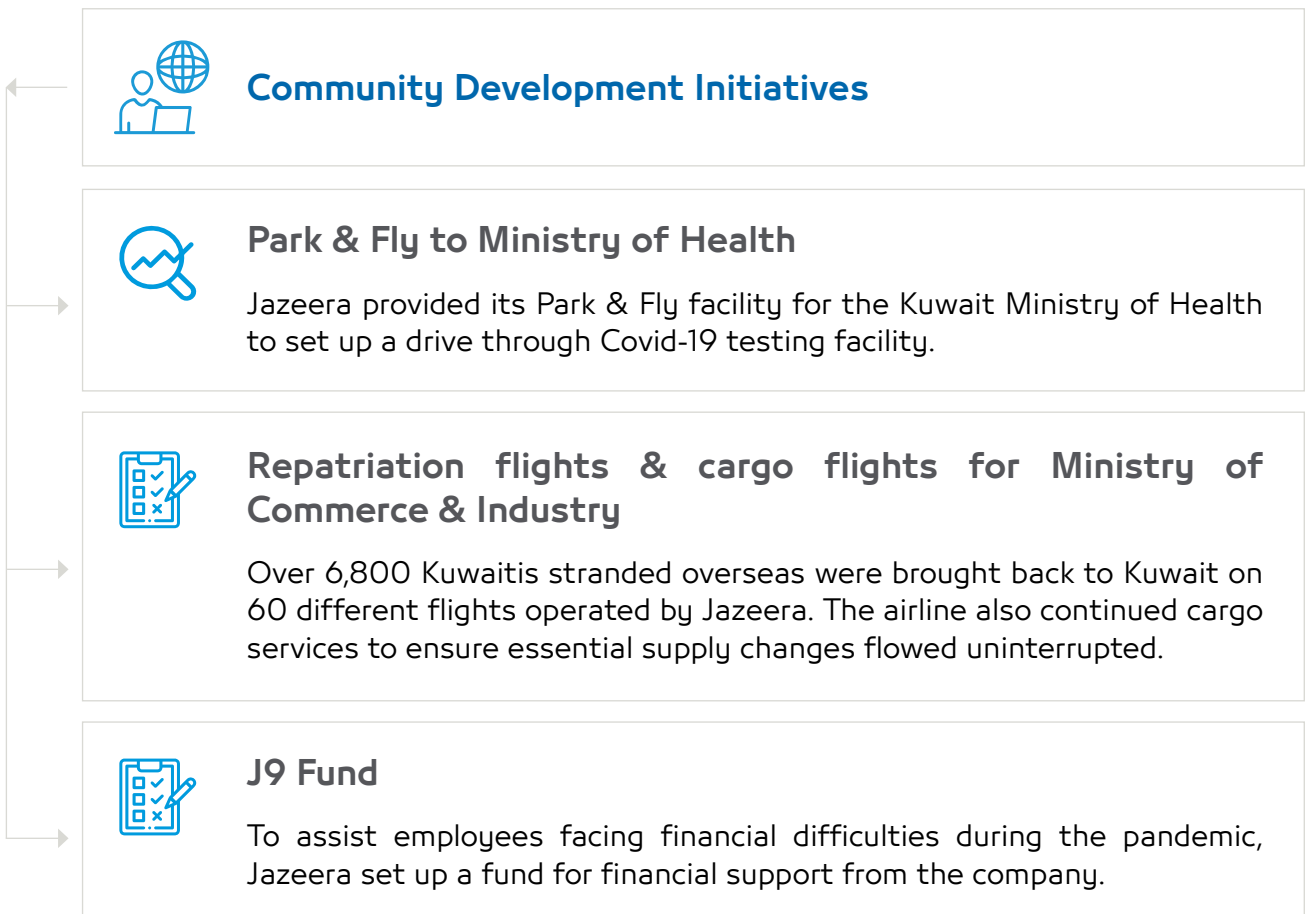 Community Development Initiatives
Park & Fly to Ministry of Health
Jazeera provided its Park & Fly facility for the Kuwait Ministry of Health
to set up a drive through Covid-19 testing facility.
Repatriation flights & cargo flights for Ministry of
Commerce & Industry
Over 6,800 Kuwaitis stranded overseas were brought back to Kuwait on
60 different flights operated by Jazeera. The airline also continued cargo
services to ensure essential supply changes flowed uninterrupted.
J9 Fund
To assist employees facing financial difficulties during the pandemic,
Jazeera set up a fund for financial support from the company.